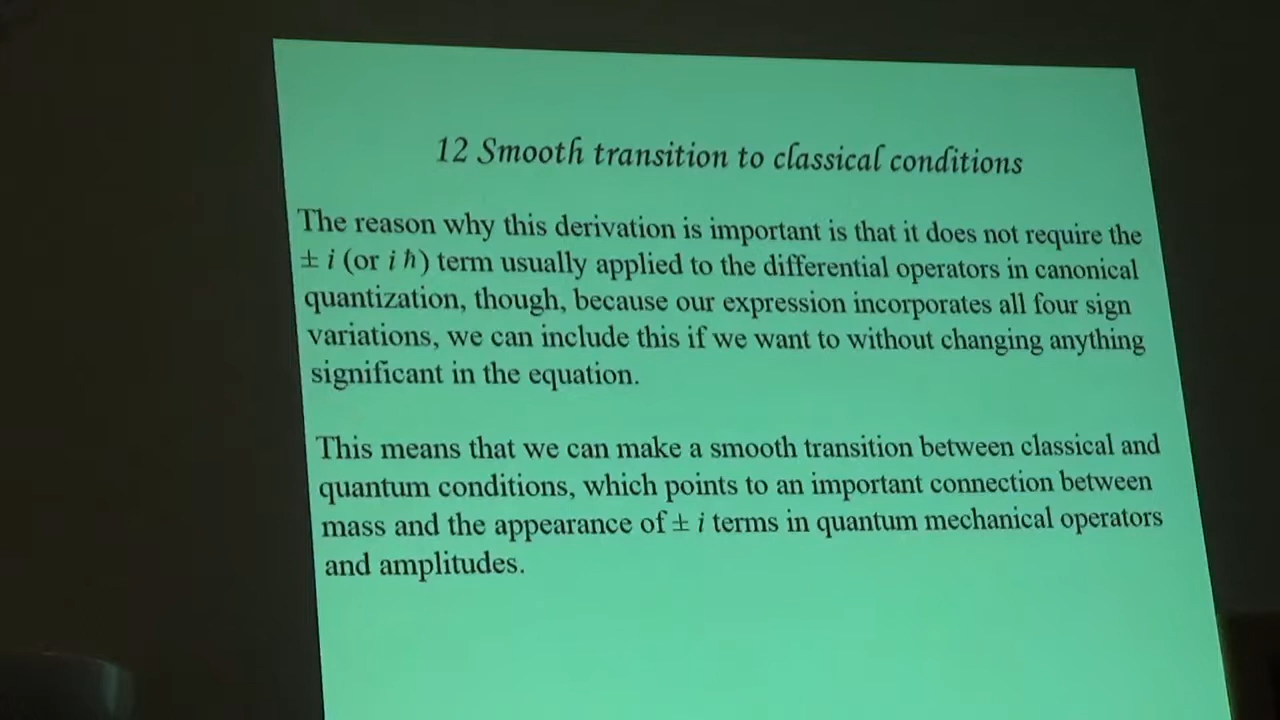 12 Smooth transition to classical conditions
The reason why this derivation is important is that it does not require the
± i (or i ħ) term usually applied to the differential operators in canonical
quantization, though, because our expression incorporates all four sign
variations, we can include this if we want to without changing anything
significant in the equation.
This means that we can make a smooth transition between classical and
quantum conditions, which points to an important connection between
mass and the appearance of ± i terms in quantum mechanical operators
and amplitudes.